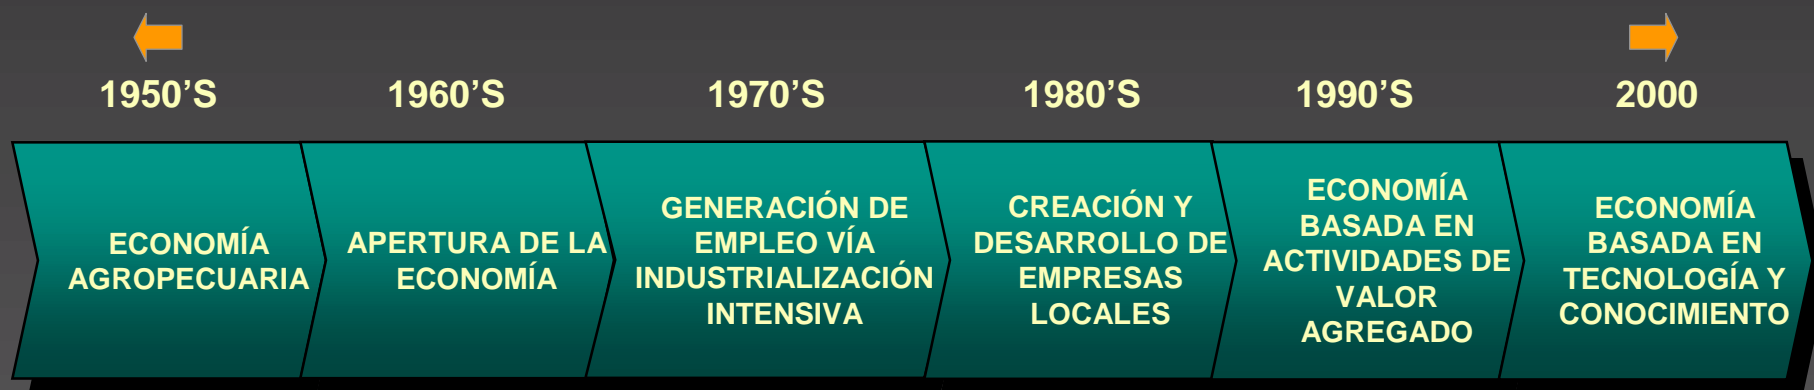 1950’S
1960’S
1970’S
1980’S
1990’S
2000
ECONOMÍA
AGROPECUARIA
APERTURA DE LA
ECONOMÍA
GENERACIÓN DE
EMPLEO VÍA
INDUSTRIALIZACIÓN
INTENSIVA
CREACIÓN Y
DESARROLLO DE
EMPRESAS
LOCALES
ECONOMÍA
BASADA EN
ACTIVIDADES DE
VALOR
AGREGADO
ECONOMÍA
BASADA EN
TECNOLOGÍA Y
CONOCIMIENTO